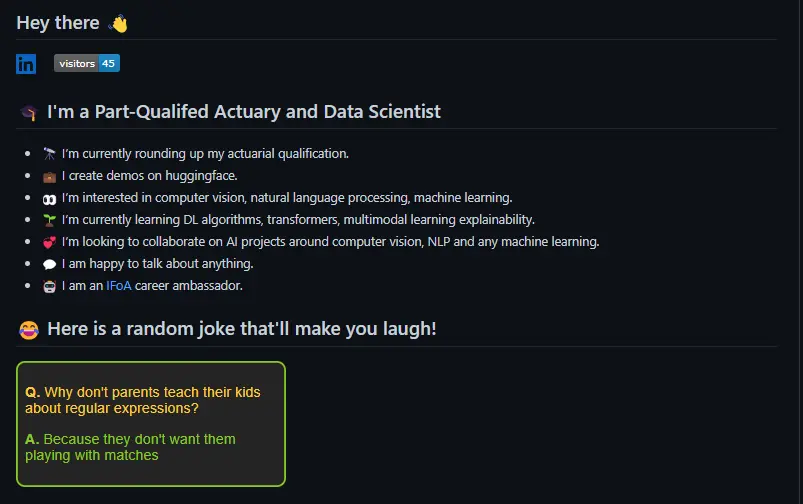 Hey there 👋
in visitors 45
🎓 I'm a Part-Qualifed Actuary and Data Scientist
🔭 I’m currently rounding up my actuarial qualification.
💼 I create demos on huggingface.
👀 I’m interested in computer vision, natural language processing, machine learning.
🌱 I’m currently learning DL algorithms, transformers, multimodal learning explainability.
💞️ I’m looking to collaborate on AI projects around computer vision, NLP and any machine learning.
💬 I am happy to talk about anything.
🤖 I am an IFoA career ambassador.
😂 Here is a random joke that'll make you laugh!
Q. Why don't parents teach their kids
about regular expressions?
A. Because they don't want them
playing with matches